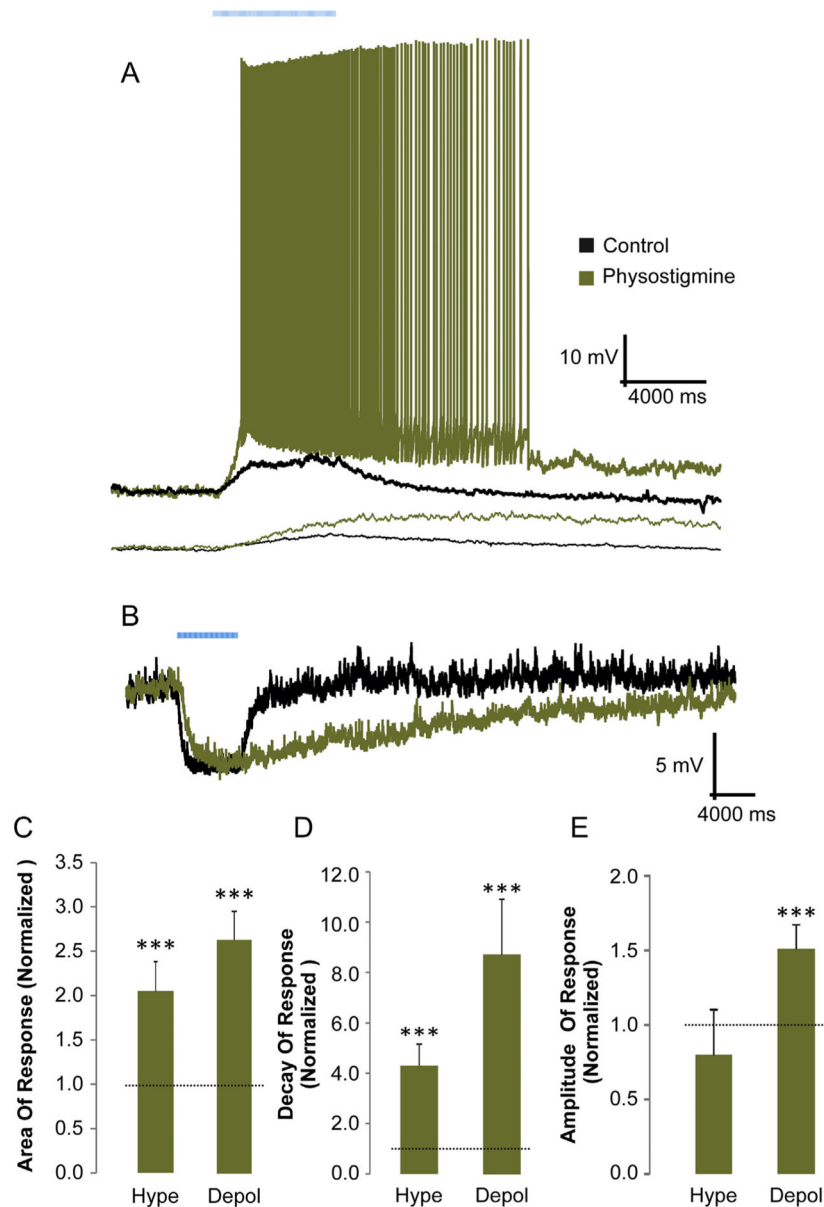 A
Control
Physostigmine
10 mV
4000 ms
B
5 mV
4000 ms
C
Area Of Response (Normalized )
3.5
3.0
2.5
2.0
1.5
1.0
0.5
0.0
***
***
Hype Depol
D
Decay Of Response
(Normalized )
12.0
10.0
8.0
6.0
4.0
2.0
0.0
***
***
Hype Depol
E
Amplitude Of Response
(Normalized)
2.0
1.5
1.0
0.5
0.0
***
Hype Depol